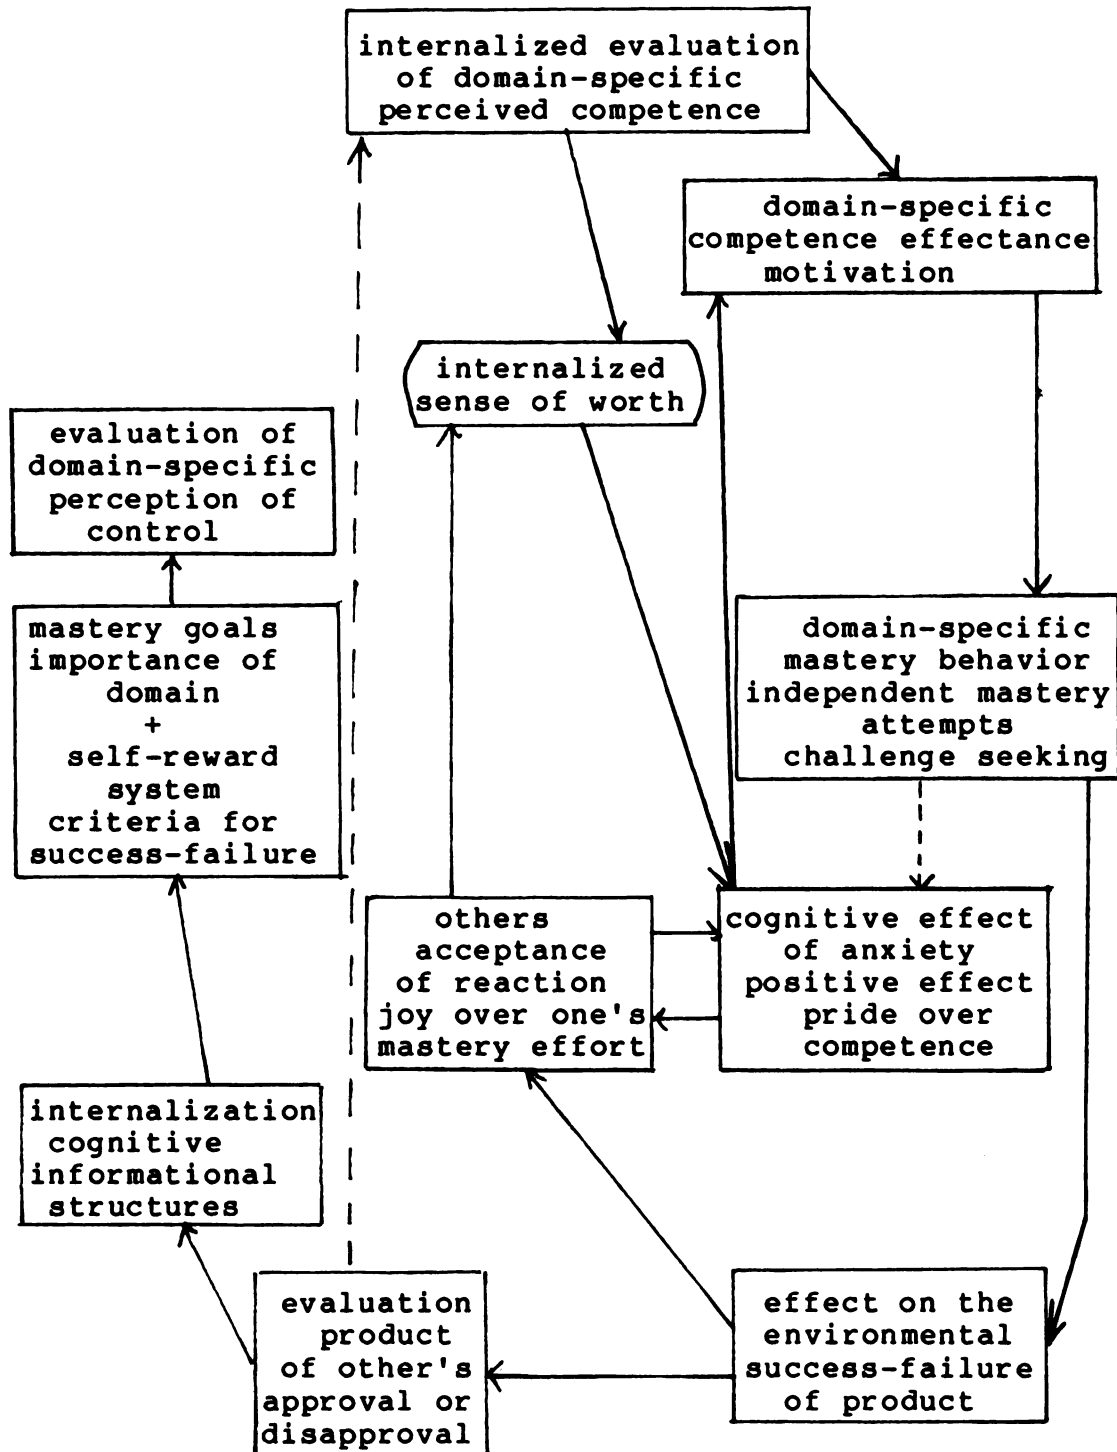 internalized evaluation
of domain-specific
perceived competence
domain-specific
competence effectance
motivation
internalized
sense of worth
evaluation of
domain-specific
perception of
control
mastery goals
importance of
domain
+
self-reward
system
criteria for
success-failure
domain-specific
mastery behavior
independent mastery
attempts
challenge seeking
others
acceptance
of reaction
joy over one's
mastery effort
cognitive effect
of anxiety
positive effect
pride over
competence
internalization
cognitive
informational
structures
evaluation
product
of other's
approval or
disapproval
effect on the
environmental
success-failure
of product